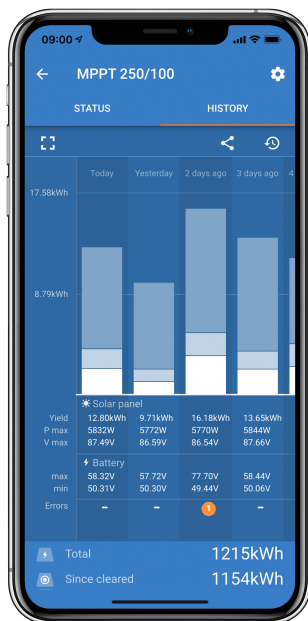 09:00
MPPT 250/100
STATUS HISTORY
Today Yesterday 2 days ago 3 days ago 4
17.58kWh
8.79kWh
Solar panel
Yield 12.80kWh 9.71kWh 16.18kWh 13.65kWh
P max 5832W 5772W 5770W 5844W
V max 87.49V 86.59V 86.54V 87.66V
Battery
max 58.32V 57.72V 77.70V 58.44V
min 50.31V 50.30V 49.44V 50.06V
Errors – – 1 –
Total 1215kWh
Since cleared 1154kWh